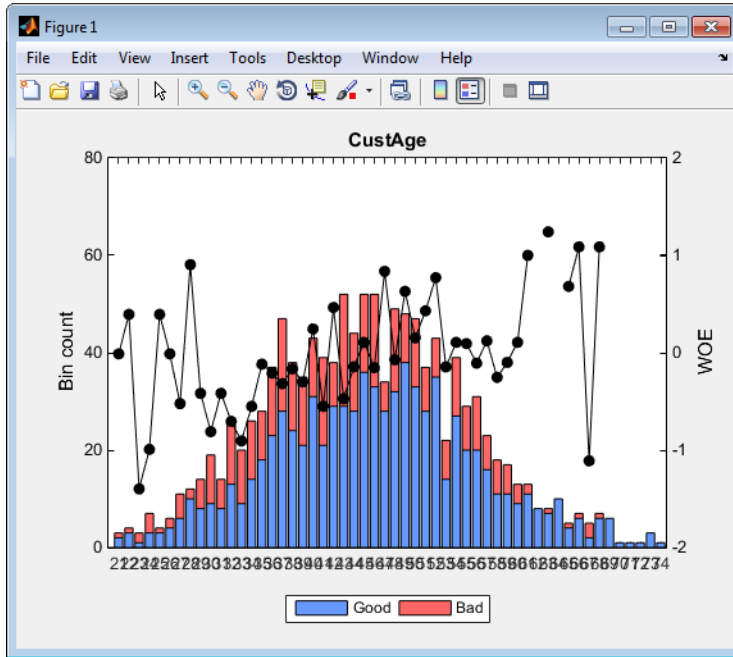 Figure 1
File Edit View Insert Tools Desktop Window Help
CustAge
80 2
60 1
Bin count
40 0
WOE
20 -1
0 -2
Good Bad